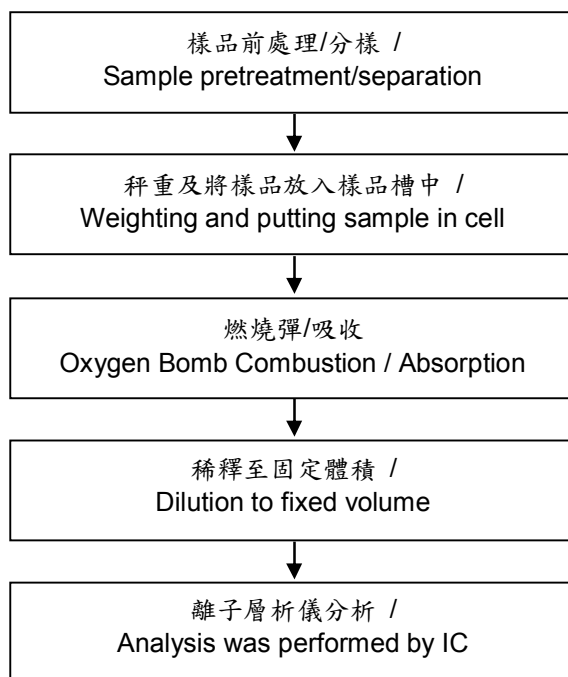 樣品前處理/分樣 /
Sample pretreatment/separation
秤重及將樣品放入樣品槽中 /
Weighting and putting sample in cell
燃燒彈/吸收
Oxygen Bomb Combustion / Absorption
稀釋至固定體積 /
Dilution to fixed volume
離子層析儀分析 /
Analysis was performed by IC